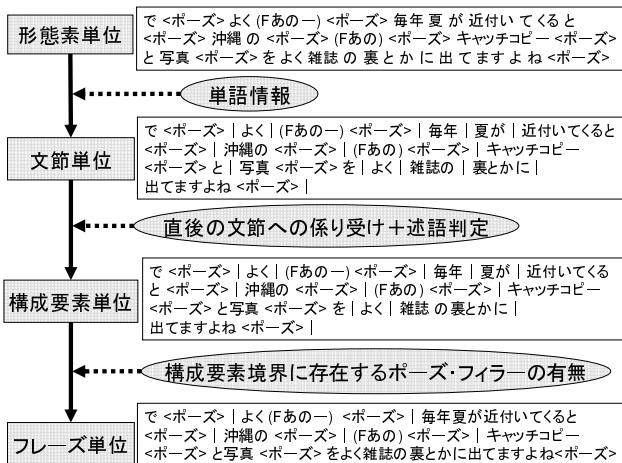 形態素単位
で <ポーズ> よく (Fあのー) <ポーズ> 毎年 夏 が 近付い てくると
<ポーズ> 沖縄 の <ポーズ> (Fあの) <ポーズ> キャッチコピー <ポーズ>
と 写真 <ポーズ> を よく 雑誌 の 裏 とか に 出 てますよ ね <ポーズ>
単語情報
文節単位
で <ポーズ> | よく | (Fあのー) <ポーズ> | 毎年 | 夏が | 近付いてくると
<ポーズ> | 沖縄の <ポーズ> | (Fあの) <ポーズ> | キャッチコピー
<ポーズ> と | 写真 <ポーズ> を | よく | 雑誌の | 裏とかに |
出てますよね <ポーズ> |
直後の文節への係り受け+述語判定
構成要素単位
で <ポーズ> | よく | (Fあのー) <ポーズ> | 毎年 | 夏が | 近付いてくる
と <ポーズ> | 沖縄の <ポーズ> | (Fあの) <ポーズ> | キャッチコピー
<ポーズ> と写真 <ポーズ> を | よく | 雑誌 の裏とかに |
出てますよね <ポーズ> |
構成要素境界に存在するポーズ・フィラーの有無
フレーズ単位
で <ポーズ> | よく (Fあのー) <ポーズ> | 毎年夏が近付いてくると
<ポーズ> | 沖縄の <ポーズ> | (Fあの) <ポーズ> | キャッチコピー
<ポーズ> と写真 <ポーズ> をよく雑誌の裏とかに出てますよね<ポーズ>